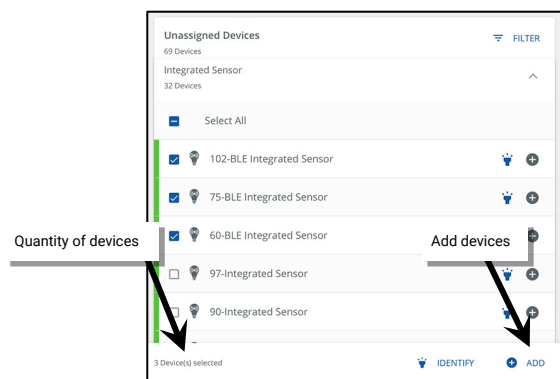 Unassigned Devices
FILTER
69 Devices
Integrated Sensor
32 Devices
Select All
102-BLE Integrated Sensor
75-BLE Integrated Sensor
60-BLE Integrated Sensor
Quantity of devices
Add devices
97-Integrated Sensor
90-Integrated Sensor
3 Device(s) selected
IDENTIFY
ADD